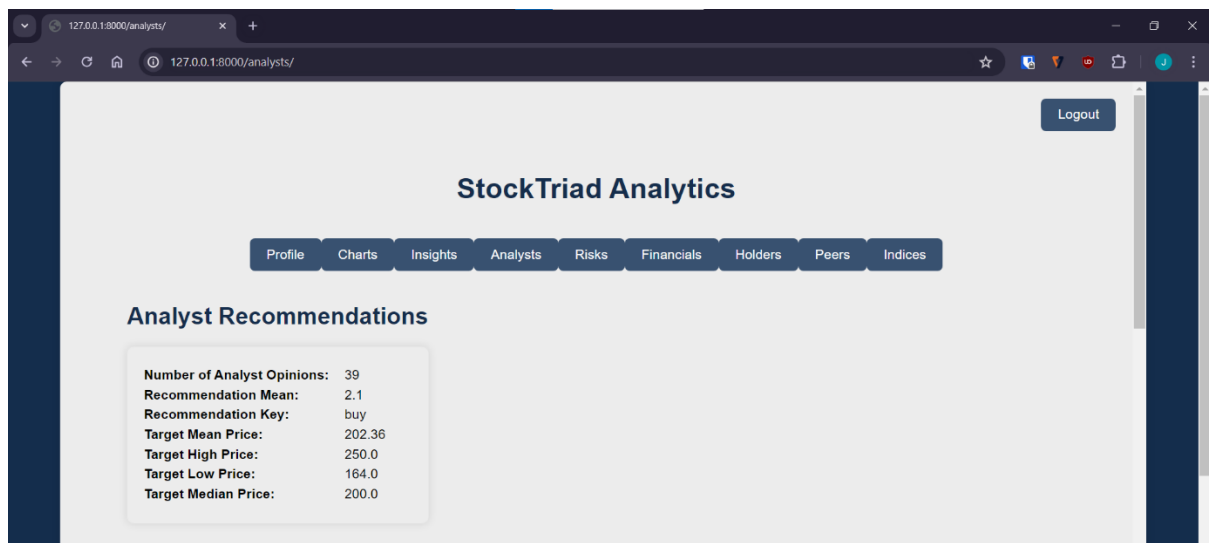 127.0.0.1:8000/analysts/
127.0.0.1:8000/analysts/
J
Logout
StockTriad Analytics
Profile Charts Insights Analysts Risks Financials Holders Peers Indices
Analyst Recommendations
Number of Analyst Opinions: 39
Recommendation Mean: 2.1
Recommendation Key: buy
Target Mean Price: 202.36
Target High Price: 250.0
Target Low Price: 164.0
Target Median Price: 200.0